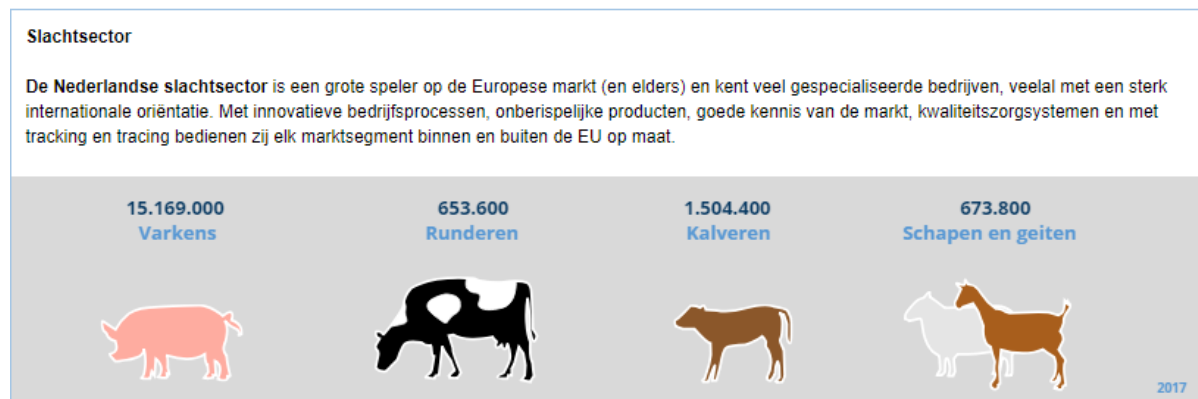 Slachtsector
De Nederlandse slachtsector is een grote speler op de Europese markt (en elders) en kent veel gespecialiseerde bedrijven, veelal met een sterk
internationale oriëntatie. Met innovatieve bedrijfsprocessen, onberispelijke producten, goede kennis van de markt, kwaliteitszorgsystemen en met
tracking en tracing bedienen zij elk marktsegment binnen en buiten de EU op maat.
15.169.000
Varkens
653.600
Runderen
1.504.400
Kalveren
673.800
Schapen en geiten
2017